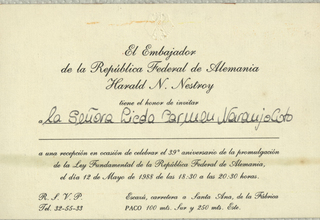 El Embajador
de la República Federal de Alemania
Harald N. Nestroy
tiene el honor de invitar
a la Señora Licda Carmen Naranjo Coto
a una recepción en ocasión de celebrar el 39º aniversario de la promulgación
de la Ley Fundamental de la República Federal de Alemania,
el día 12 de Mayo de 1988 de las 18:30 a las 20:30 horas.
R. S. V. P.
Tel. 32-55-33
Escazú, carretera a Santa Ana, de la Fábrica
PACO 100 mts. Sur y 250 mts. Este.